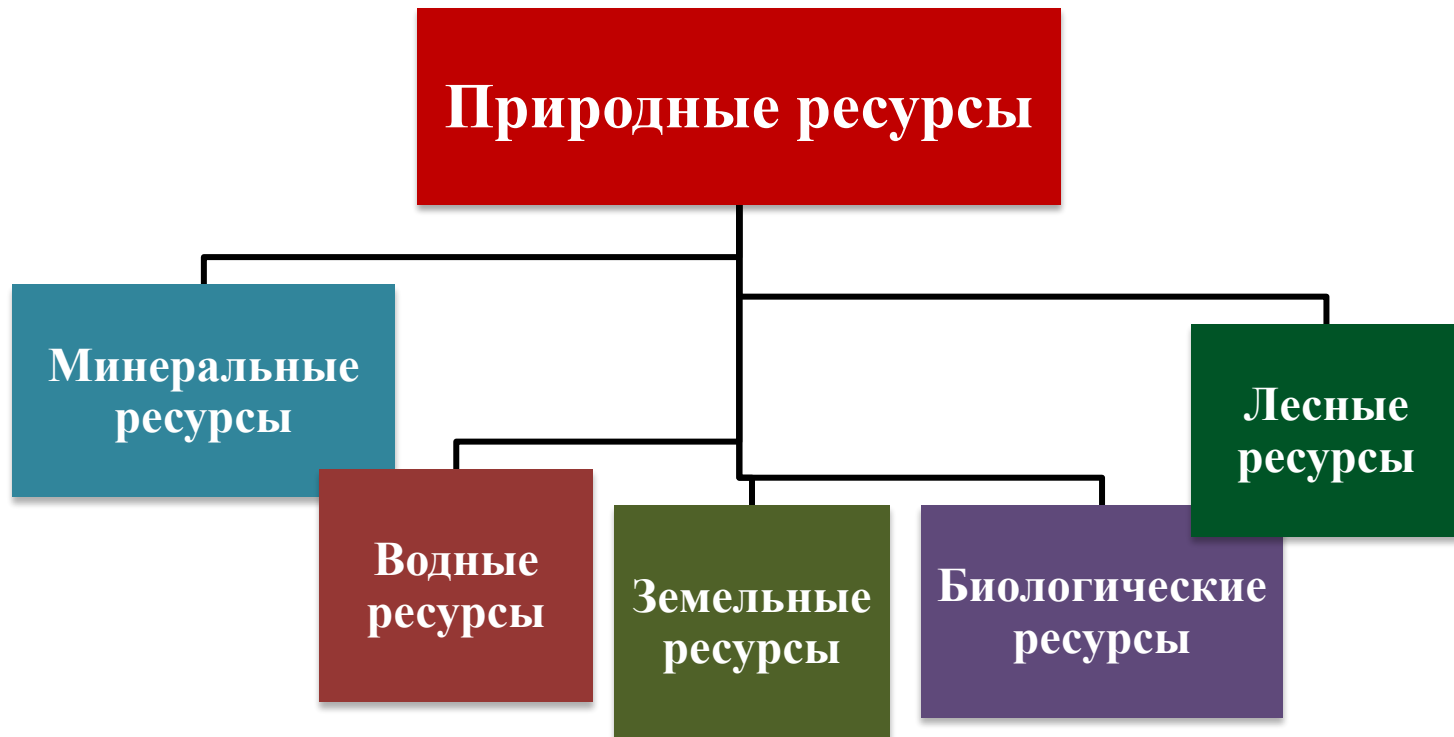 Природные ресурсы
Минеральные
ресурсы
Водные
ресурсы
Земельные
ресурсы
Биологические
ресурсы
Лесные
ресурсы